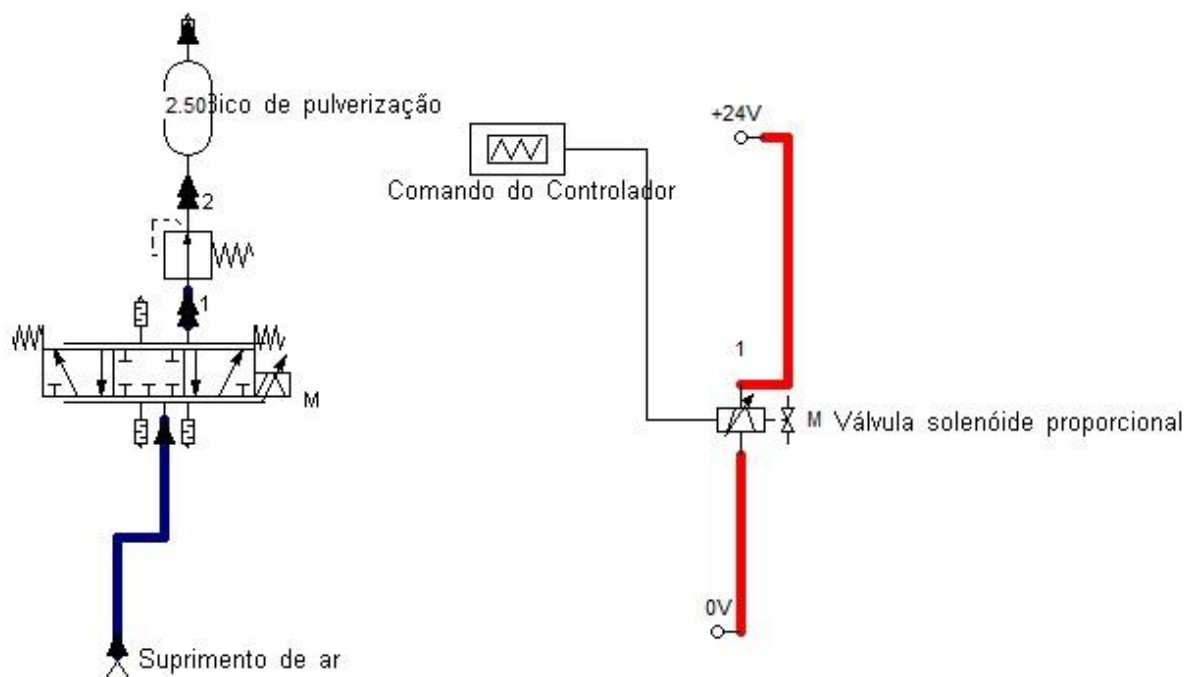 2.50 Bico de pulverização
+24V
Comando do Controlador
2
1
1
M
M Válvula solenóide proporcional
0V
Suprimento de ar